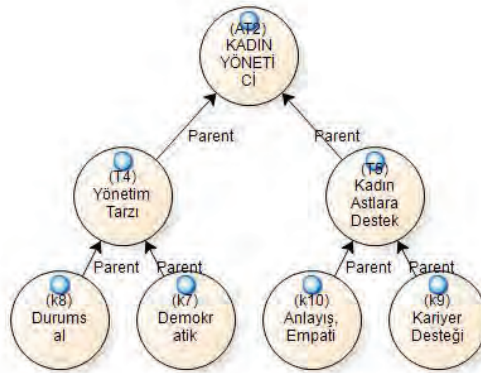 (AT2)
KADIN
YÖNETİ
Cİ
Parent
Parent
(T4)
Yönetim
Tarzı
(T5)
Kadın
Astlara
Destek
Parent
Parent
Parent
Parent
(k8)
Durums
al
(k7)
Demokr
atik
(k10)
Anlayış,
Empati
(k9)
Kariyer
Desteği